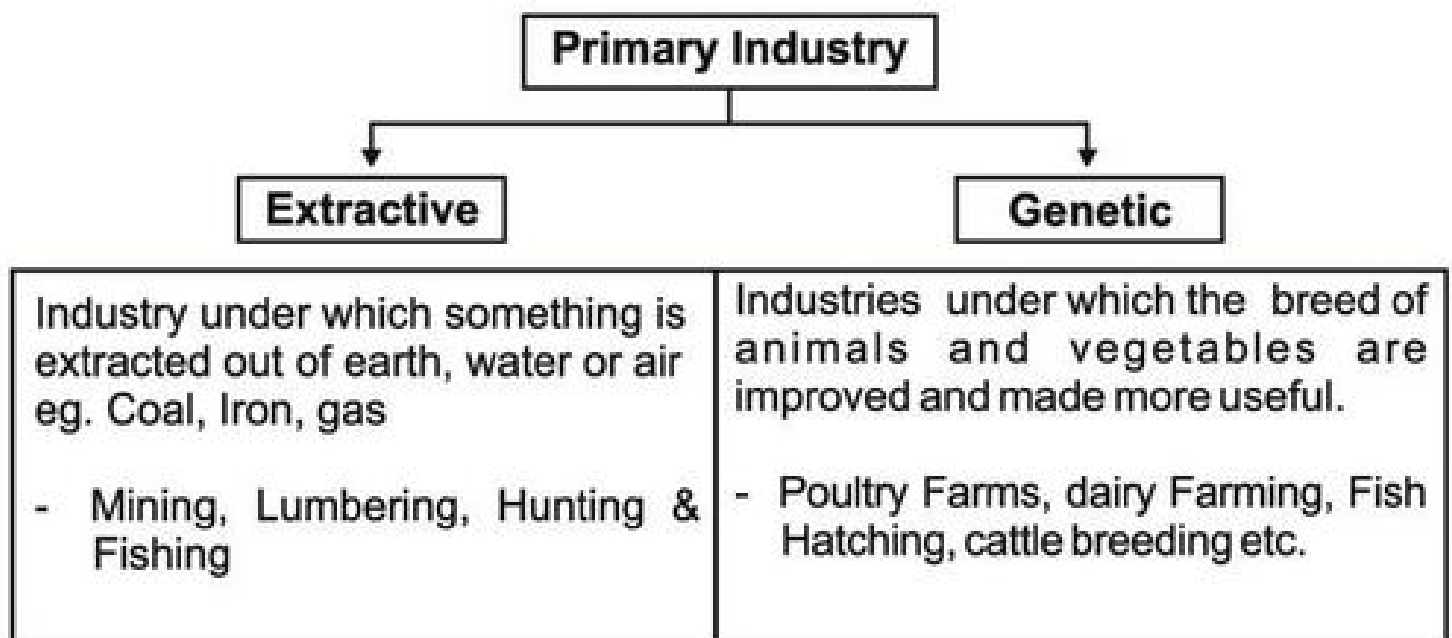 Primary Industry
Extractive
Genetic
Industry under which something is
extracted out of earth, water or air
eg. Coal, Iron, gas
- Mining, Lumbering, Hunting &
Fishing
Industries under which the breed of
animals and vegetables are
improved and made more useful.
- Poultry Farms, dairy Farming, Fish
Hatching, cattle breeding etc.